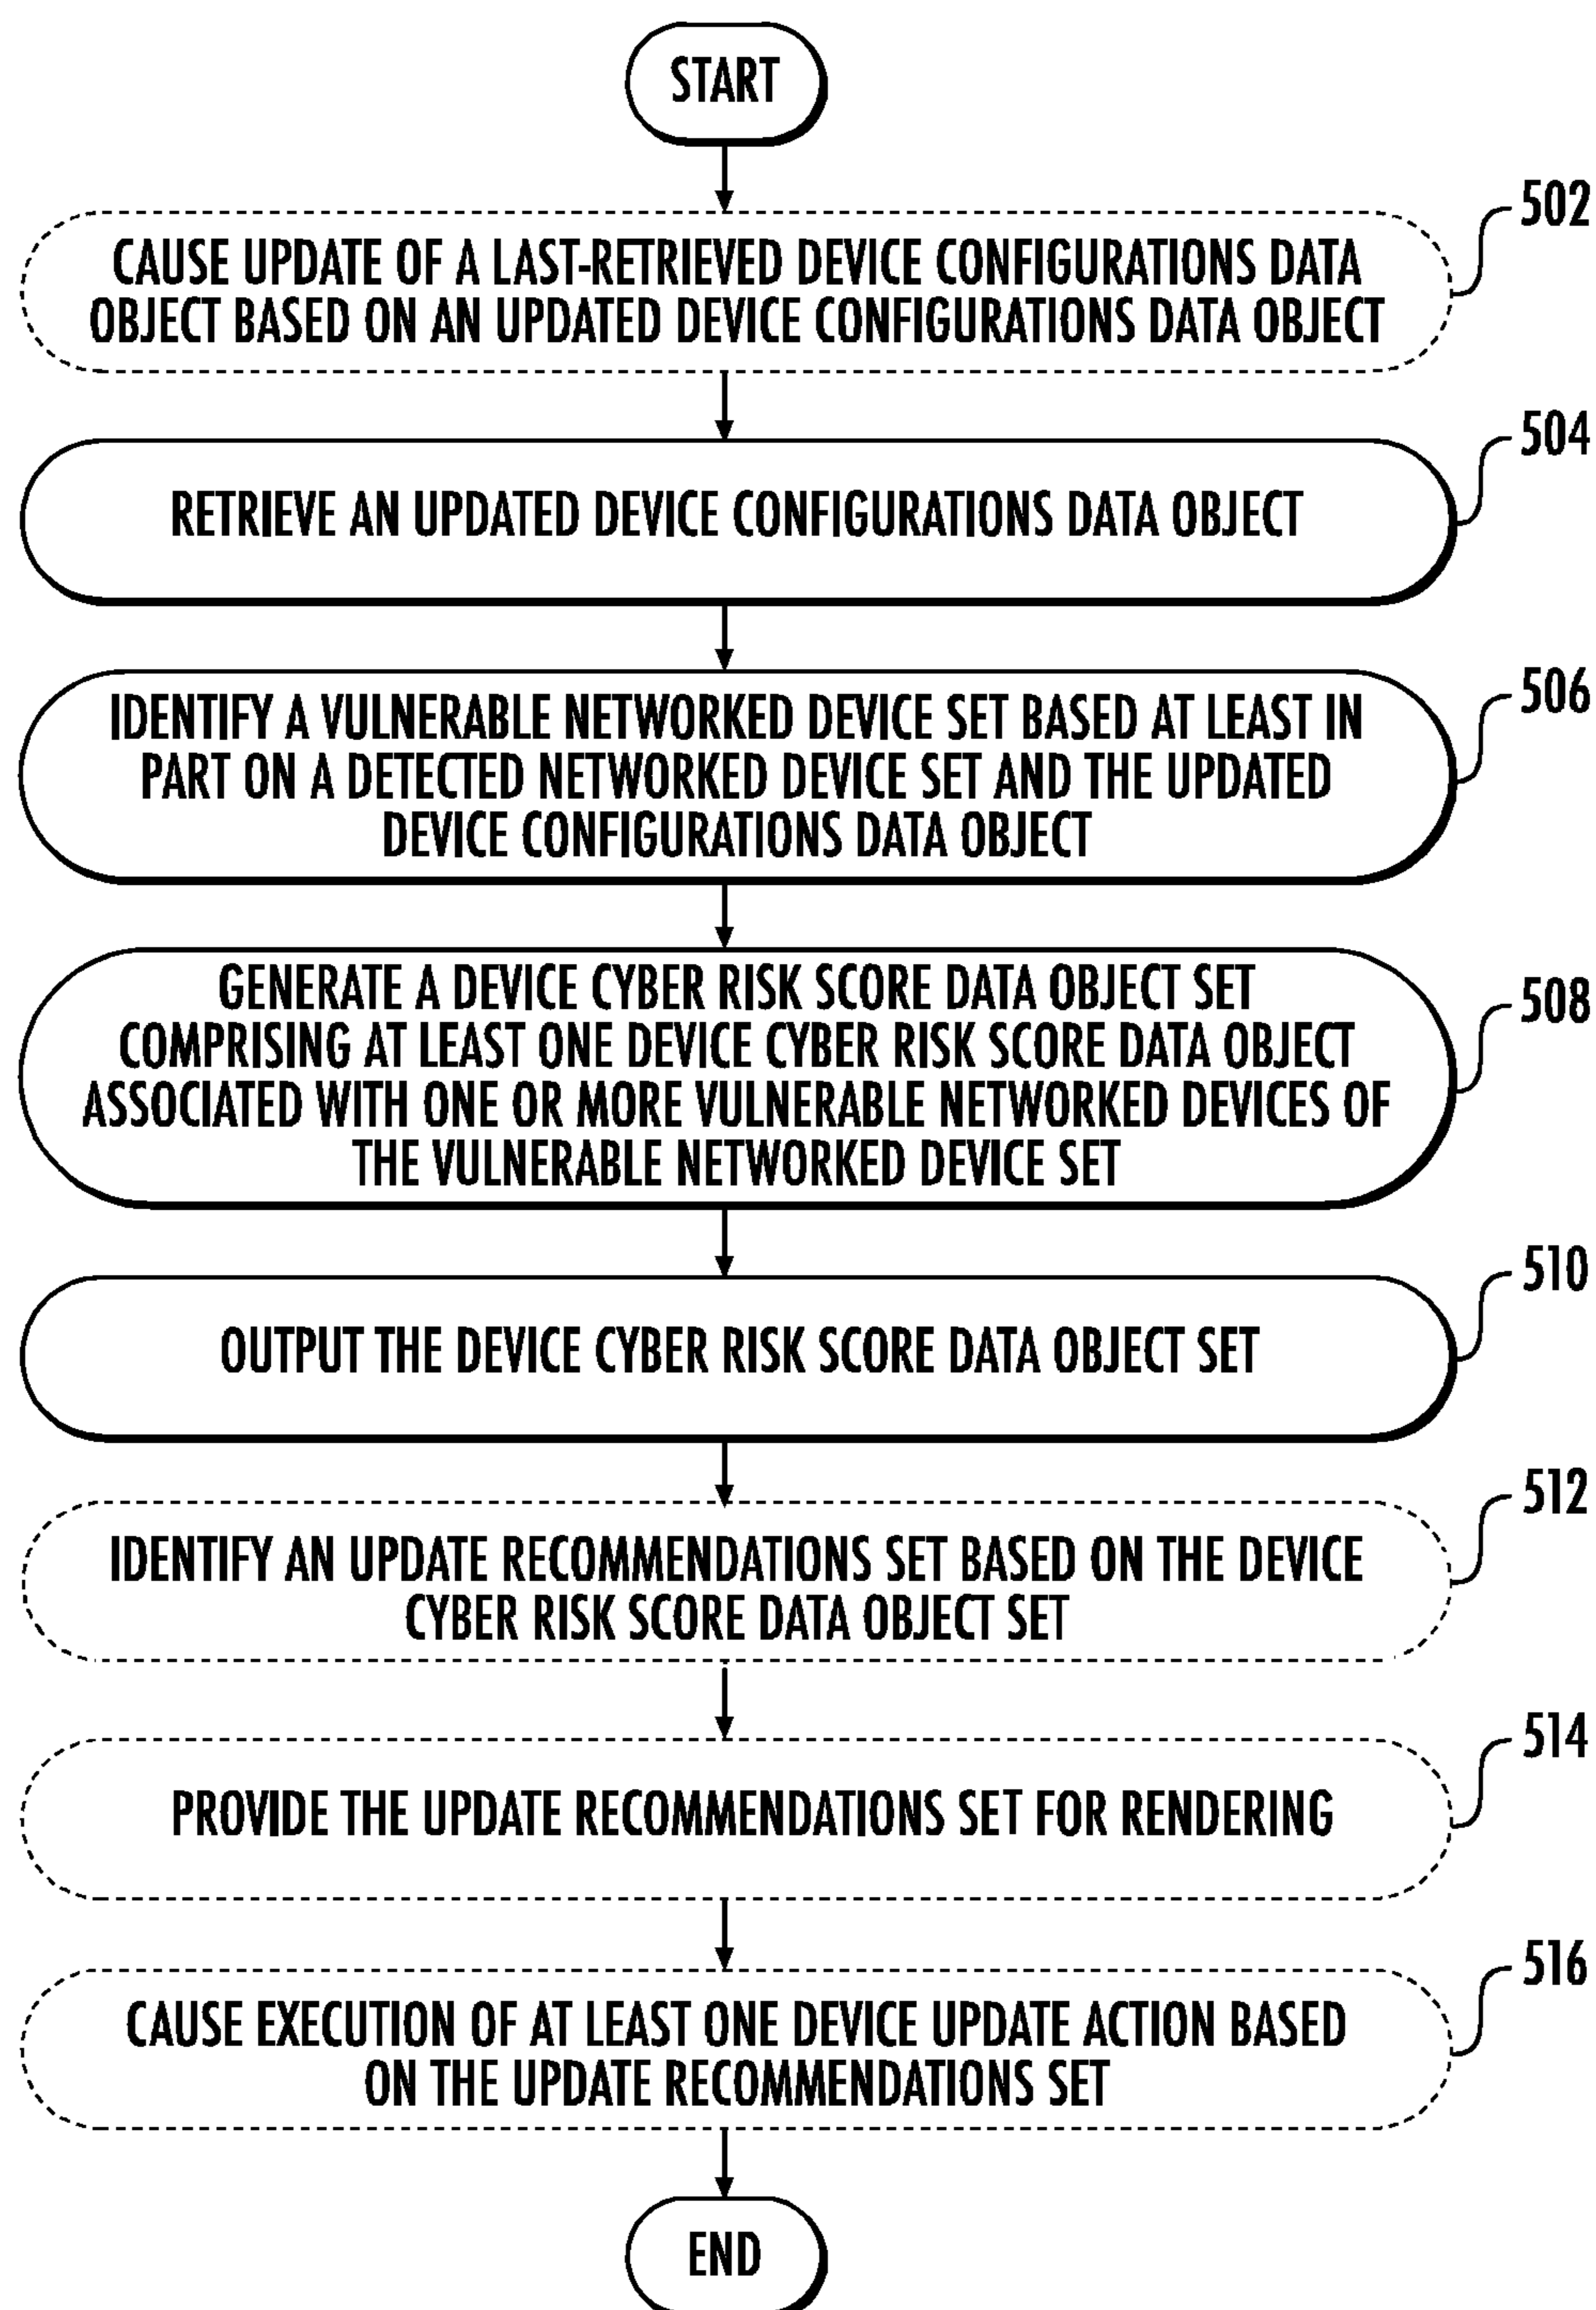 START
502
CAUSE UPDATE OF A LAST-RETRIEVED DEVICE CONFIGURATIONS DATA
OBJECT BASED ON AN UPDATED DEVICE CONFIGURATIONS DATA OBJECT
504
RETRIEVE AN UPDATED DEVICE CONFIGURATIONS DATA OBJECT
506
IDENTIFY A VULNERABLE NETWORKED DEVICE SET BASED AT LEAST IN
PART ON A DETECTED NETWORKED DEVICE SET AND THE UPDATED
DEVICE CONFIGURATIONS DATA OBJECT
508
GENERATE A DEVICE CYBER RISK SCORE DATA OBJECT SET
COMPRISING AT LEAST ONE DEVICE CYBER RISK SCORE DATA OBJECT
ASSOCIATED WITH ONE OR MORE VULNERABLE NETWORKED DEVICES OF
THE VULNERABLE NETWORKED DEVICE SET
510
OUTPUT THE DEVICE CYBER RISK SCORE DATA OBJECT SET
512
IDENTIFY AN UPDATE RECOMMENDATIONS SET BASED ON THE DEVICE
CYBER RISK SCORE DATA OBJECT SET
514
PROVIDE THE UPDATE RECOMMENDATIONS SET FOR RENDERING
516
CAUSE EXECUTION OF AT LEAST ONE DEVICE UPDATE ACTION BASED
ON THE UPDATE RECOMMENDATIONS SET
END